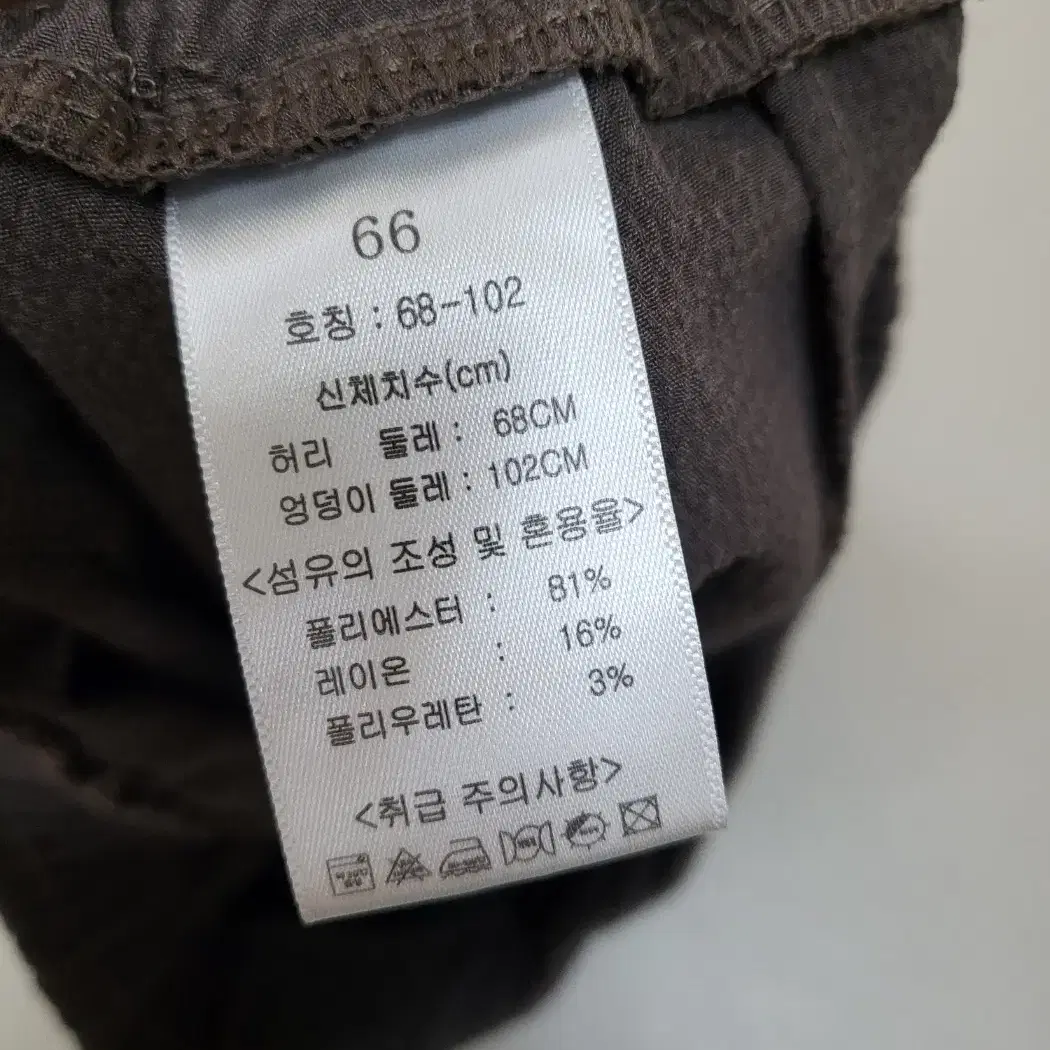 66
호칭 : 68-102
신체치수(cm)
허리 둘레 : 68CM
엉덩이 둘레 : 102CM
<섬유의 조성 및 혼용율>
폴리에스터 : 81%
레이온 : 16%
폴리우레탄 : 3%
<취급 주의사항>